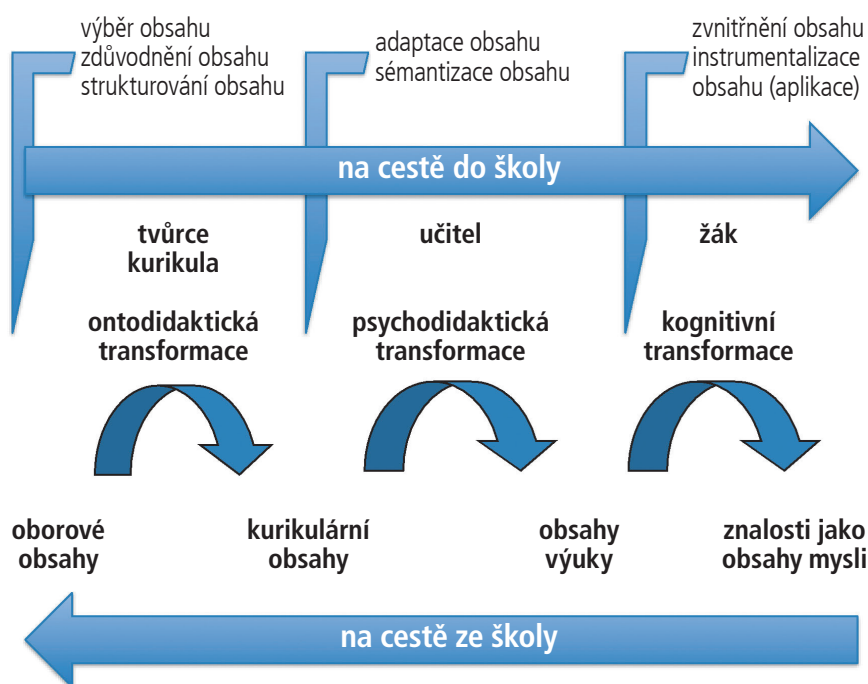 výběr obsahu
zdůvodnění obsahu
strukturování obsahu
adaptace obsahu
sémantizace obsahu
zvnitřnění obsahu
instrumentalizace
obsahu (aplikace)
na cestě do školy
tvůrce
kurikula
učitel
žák
ontodidaktická
transformace
psychodidaktická
transformace
kognitivní
transformace
oborové
obsahy
kurikulární
obsahy
obsahy
výuky
znalosti jako
obsahy mysli
na cestě ze školy